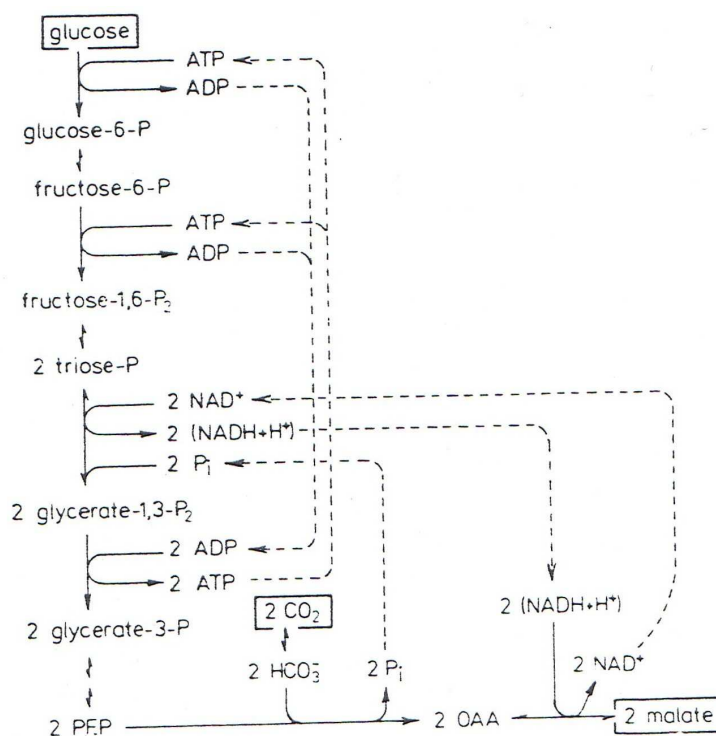 glucose
ATP
ADP
glucose-6-P
fructose-6-P
ATP
ADP
fructose-1,6-P₂
2 triose-P
2 NAD⁺
2 (NADH+H⁺)
2 Pi
2 glycerate-1,3-P₂
2 ADP
2 ATP
2 glycerate-3-P
2 CO₂
2 (NADH+H⁺)
2 HCO₃⁻
2 Pi
2 NAD⁺
2 PEP
2 OAA
2 malate